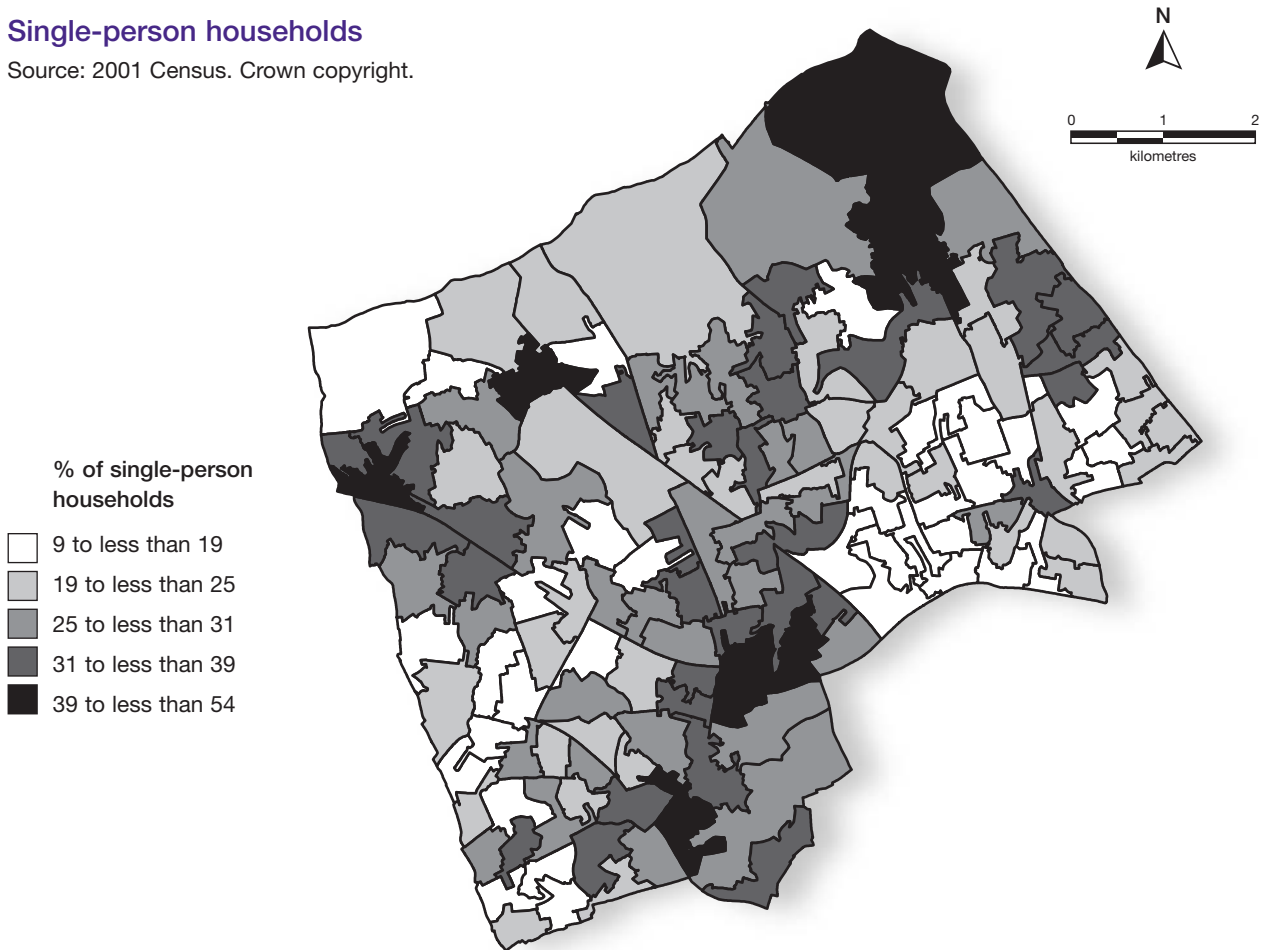 Single-person households
Source: 2001 Census. Crown copyright.
N
0 1 2
kilometres
% of single-person
households
9 to less than 19
19 to less than 25
25 to less than 31
31 to less than 39
39 to less than 54